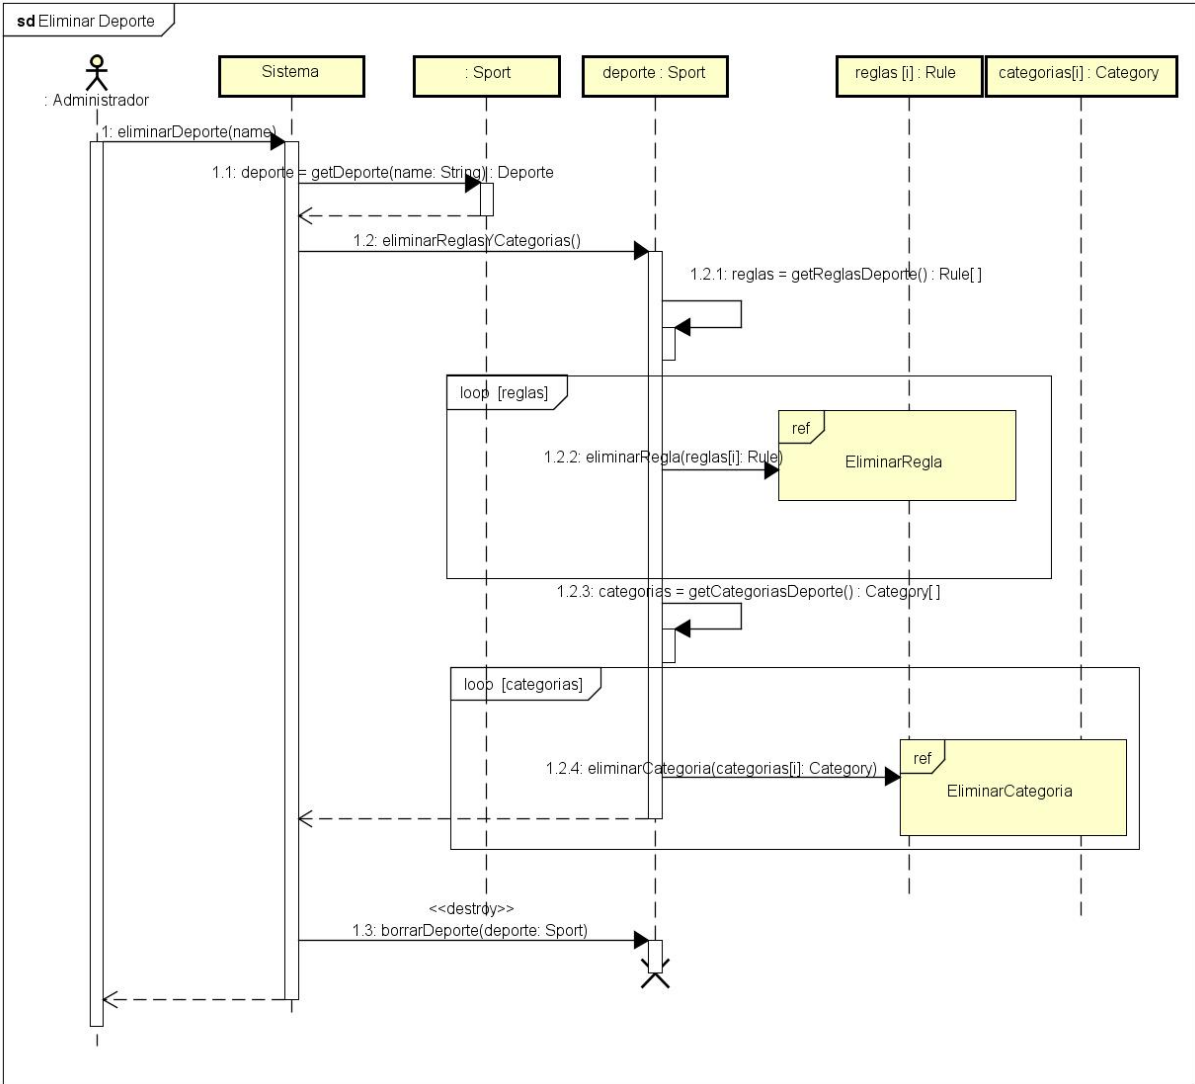 sd Eliminar Deporte
: Administrador
Sistema
: Sport
deporte : Sport
reglas [i] : Rule
categorias[i] : Category
1: eliminarDeporte(name)
1.1: deporte = getDeporte(name: String) : Deporte
1.2: eliminarReglasYCategorias()
1.2.1: reglas = getReglasDeporte() : Rule[ ]
loop [reglas]
ref
EliminarRegla
1.2.2: eliminarRegla(reglas[i]: Rule)
1.2.3: categorias = getCategoriasDeporte() : Category[ ]
loop [categorias]
ref
EliminarCategoria
1.2.4: eliminarCategoria(categorias[i]: Category)
<<destroy>>
1.3: borrarDeporte(deporte: Sport)